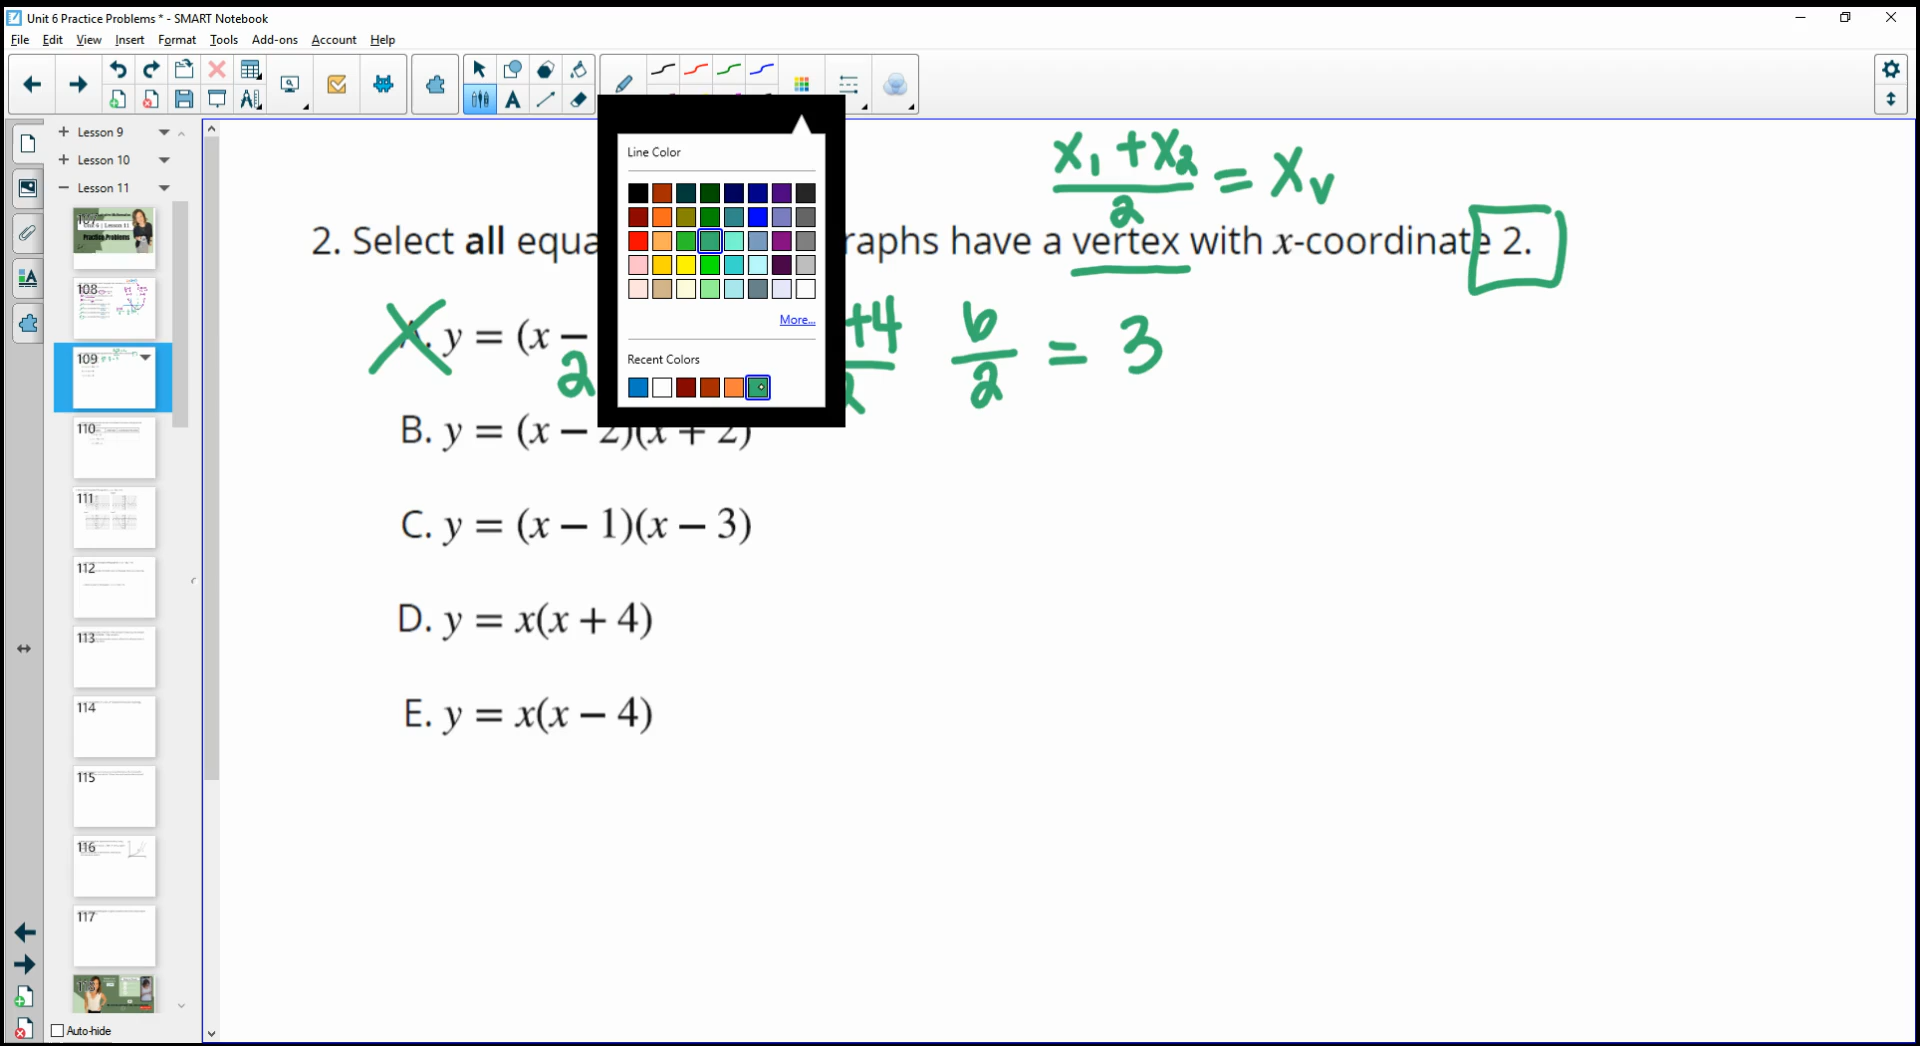 Unit 6 Practice Problems * - SMART Notebook
File Edit View Insert Format Tools Add-ons Account Help
Lesson 9
Lesson 10
Lesson 11
107
108
109
110
111
112
113
114
115
116
117
Auto-hide
Line Color
More...
Recent Colors
x₁ + x₂
2
= xᵥ
2. Select all equa
raphs have a vertex with x-coordinate 2.
y = (x −
2
+4
6
2
= 3
B. y = (x − 2)(x + 2)
C. y = (x − 1)(x − 3)
D. y = x(x + 4)
E. y = x(x − 4)